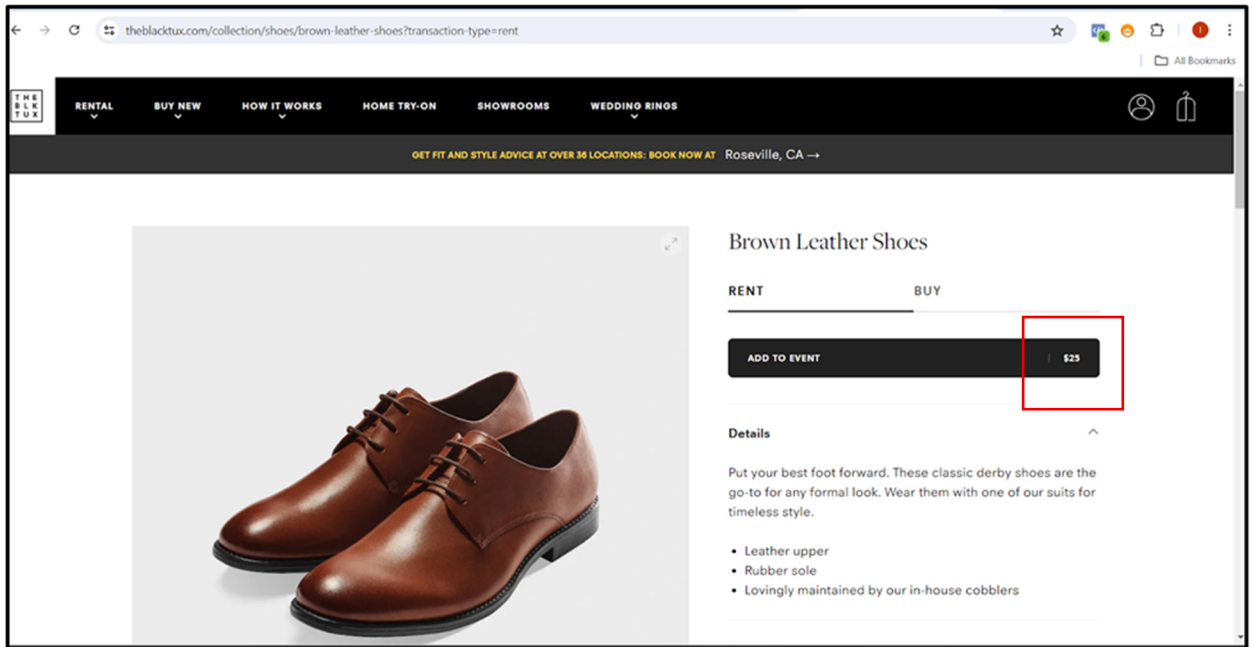 theblacktux.com/collection/shoes/brown-leather-shoes?transaction-type=rent
All Bookmarks
THE
BLK
TUX
RENTAL BUY NEW HOW IT WORKS HOME TRY-ON SHOWROOMS WEDDING RINGS
GET FIT AND STYLE ADVICE AT OVER 36 LOCATIONS: BOOK NOW AT Roseville, CA →
Brown Leather Shoes
RENT BUY
ADD TO EVENT | $25
Details
Put your best foot forward. These classic derby shoes are the
go-to for any formal look. Wear them with one of our suits for
timeless style.
• Leather upper
• Rubber sole
• Lovingly maintained by our in-house cobblers